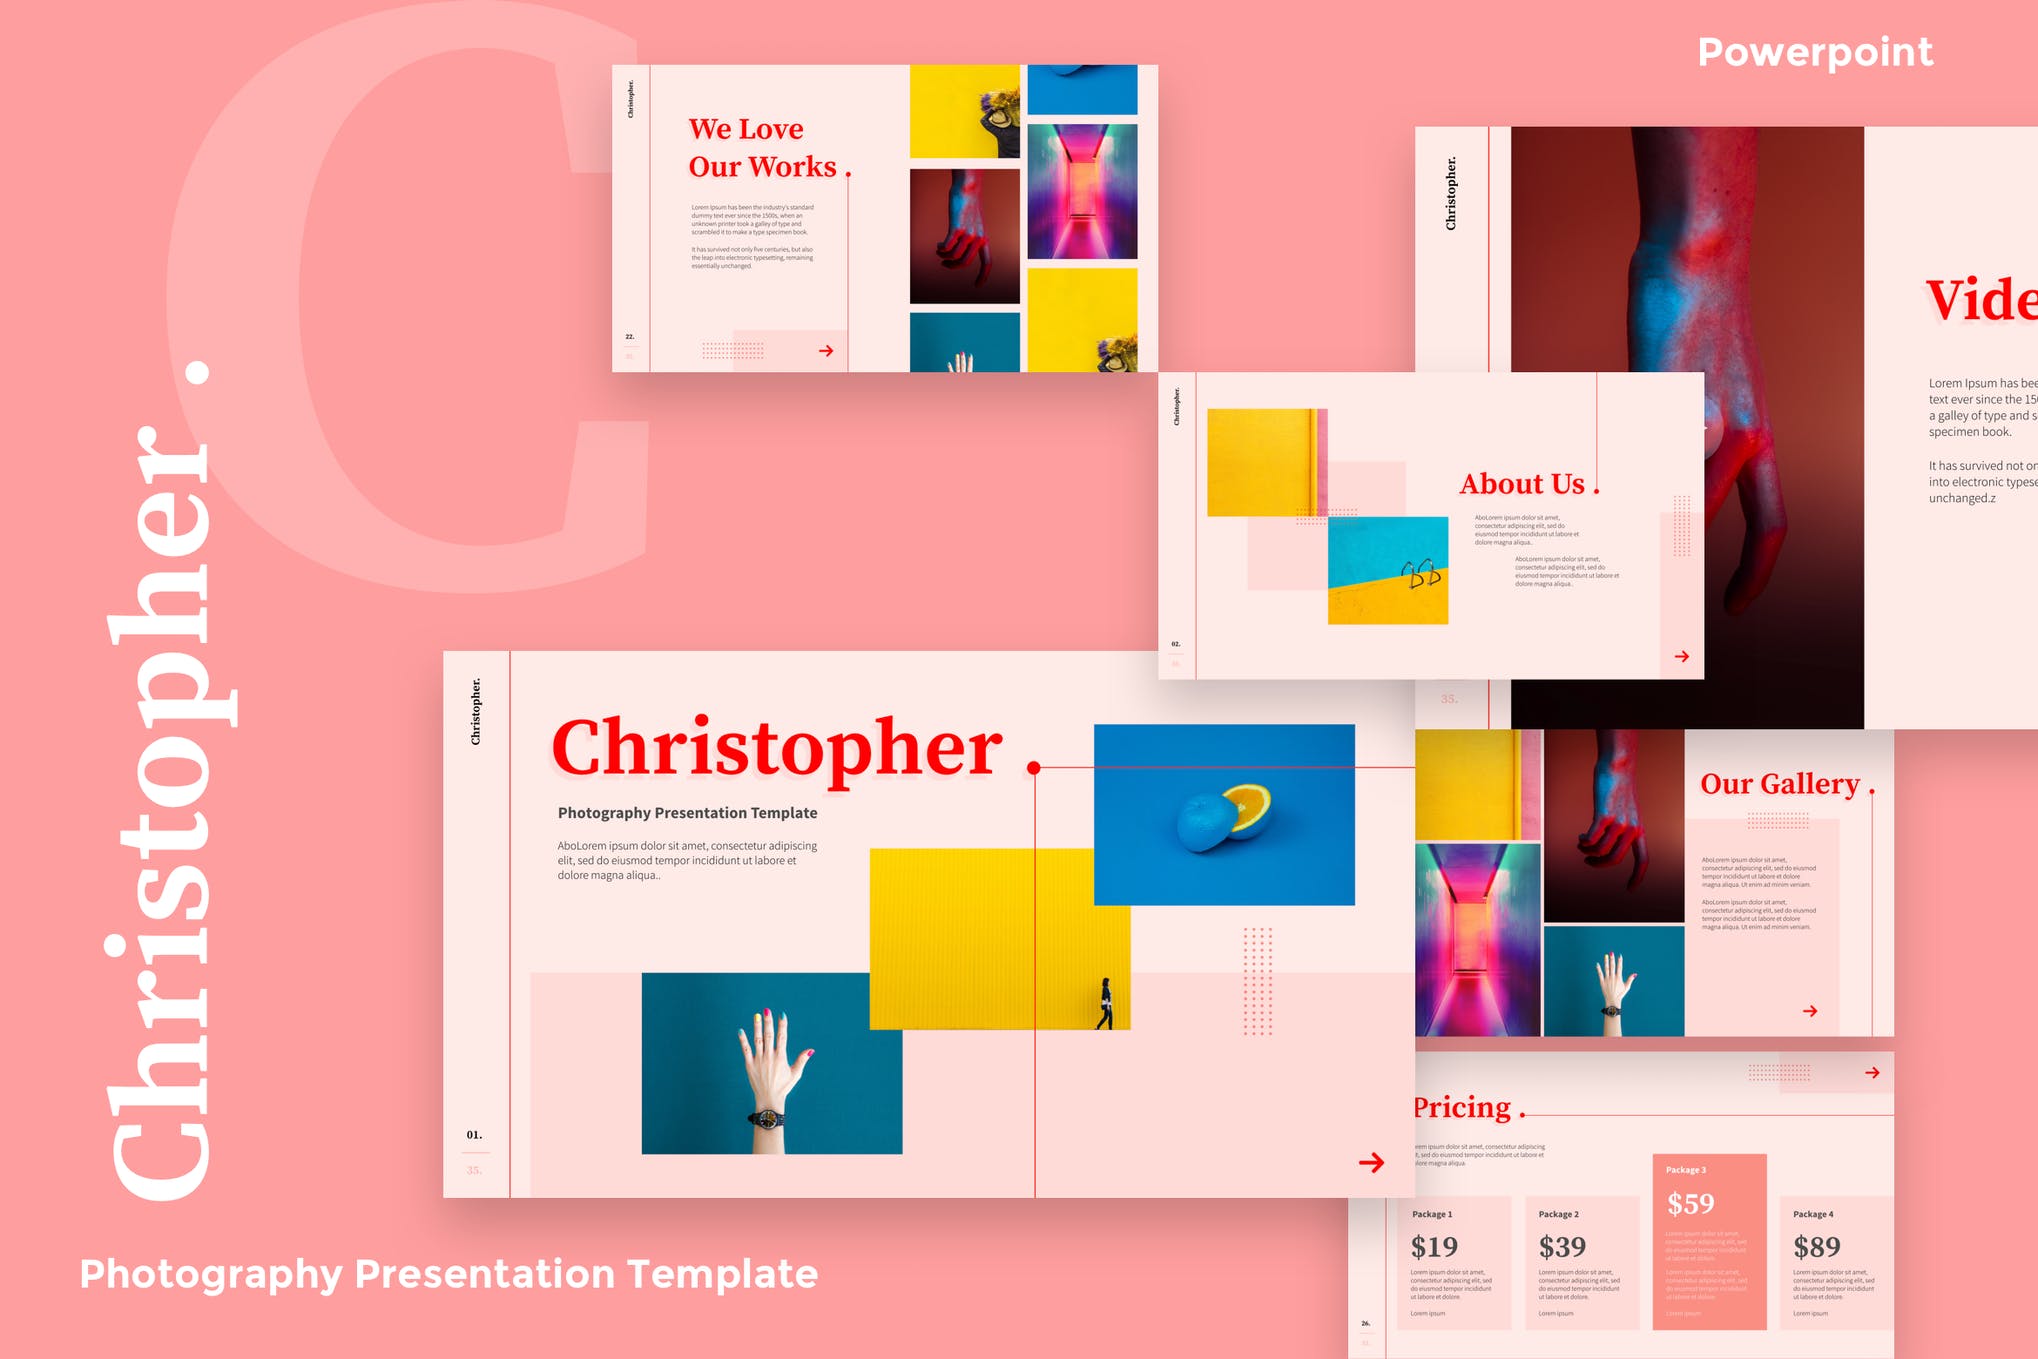 Powerpoint
C
Christopher .
Photography Presentation Template
Christopher.
We Love
Our Works .
Lorem Ipsum has been the industry's standard
dummy text ever since the 1500s, when an
unknown printer took a galley of type and
scrambled it to make a type specimen book.
It has survived not only five centuries, but also
the leap into electronic typesetting, remaining
essentially unchanged.
22.
Christopher.
Vide
Lorem Ipsum has bee
text ever since the 150
a galley of type and s
specimen book.
It has survived not on
into electronic typese
unchanged.z
35.
Christopher.
About Us .
AboLorem ipsum dolor sit amet,
consectetur adipiscing elit, sed do
eiusmod tempor incididunt ut labore et
dolore magna aliqua..
AboLorem ipsum dolor sit amet,
consectetur adipiscing elit, sed do
eiusmod tempor incididunt ut labore et
dolore magna aliqua..
02.
Christopher.
Christopher .
Photography Presentation Template
AboLorem ipsum dolor sit amet, consectetur adipiscing
elit, sed do eiusmod tempor incididunt ut labore et
dolore magna aliqua..
01.
35.
Our Gallery .
AboLorem ipsum dolor sit amet,
consectetur adipiscing elit, sed do eiusmod
tempor incididunt ut labore et dolore
magna aliqua. Ut enim ad minim veniam.
AboLorem ipsum dolor sit amet,
consectetur adipiscing elit, sed do eiusmod
tempor incididunt ut labore et dolore
magna aliqua. Ut enim ad minim veniam.
Pricing .
rem ipsum dolor sit amet, consectetur adipiscing
t, sed do eiusmod tempor incididunt ut labore et
lore magna aliqua.
Package 1
$19
Lorem ipsum dolor sit amet,
consectetur adipiscing elit, sed
do eiusmod tempor incididunt
ut labore et dolore.
Lorem ipsum
Package 2
$39
Lorem ipsum dolor sit amet,
consectetur adipiscing elit, sed
do eiusmod tempor incididunt
ut labore et dolore.
Lorem ipsum
Package 3
$59
Lorem ipsum dolor sit amet,
consectetur adipiscing elit, sed
do eiusmod tempor incididunt
ut labore et dolore.
Lorem ipsum dolor sit amet,
consectetur adipiscing elit, sed
do eiusmod tempor incididunt
ut labore et dolore.
Lorem ipsum
Package 4
$89
Lorem ipsum dolor sit amet,
consectetur adipiscing elit, sed
do eiusmod tempor incididunt
ut labore et dolore.
Lorem ipsum
26.